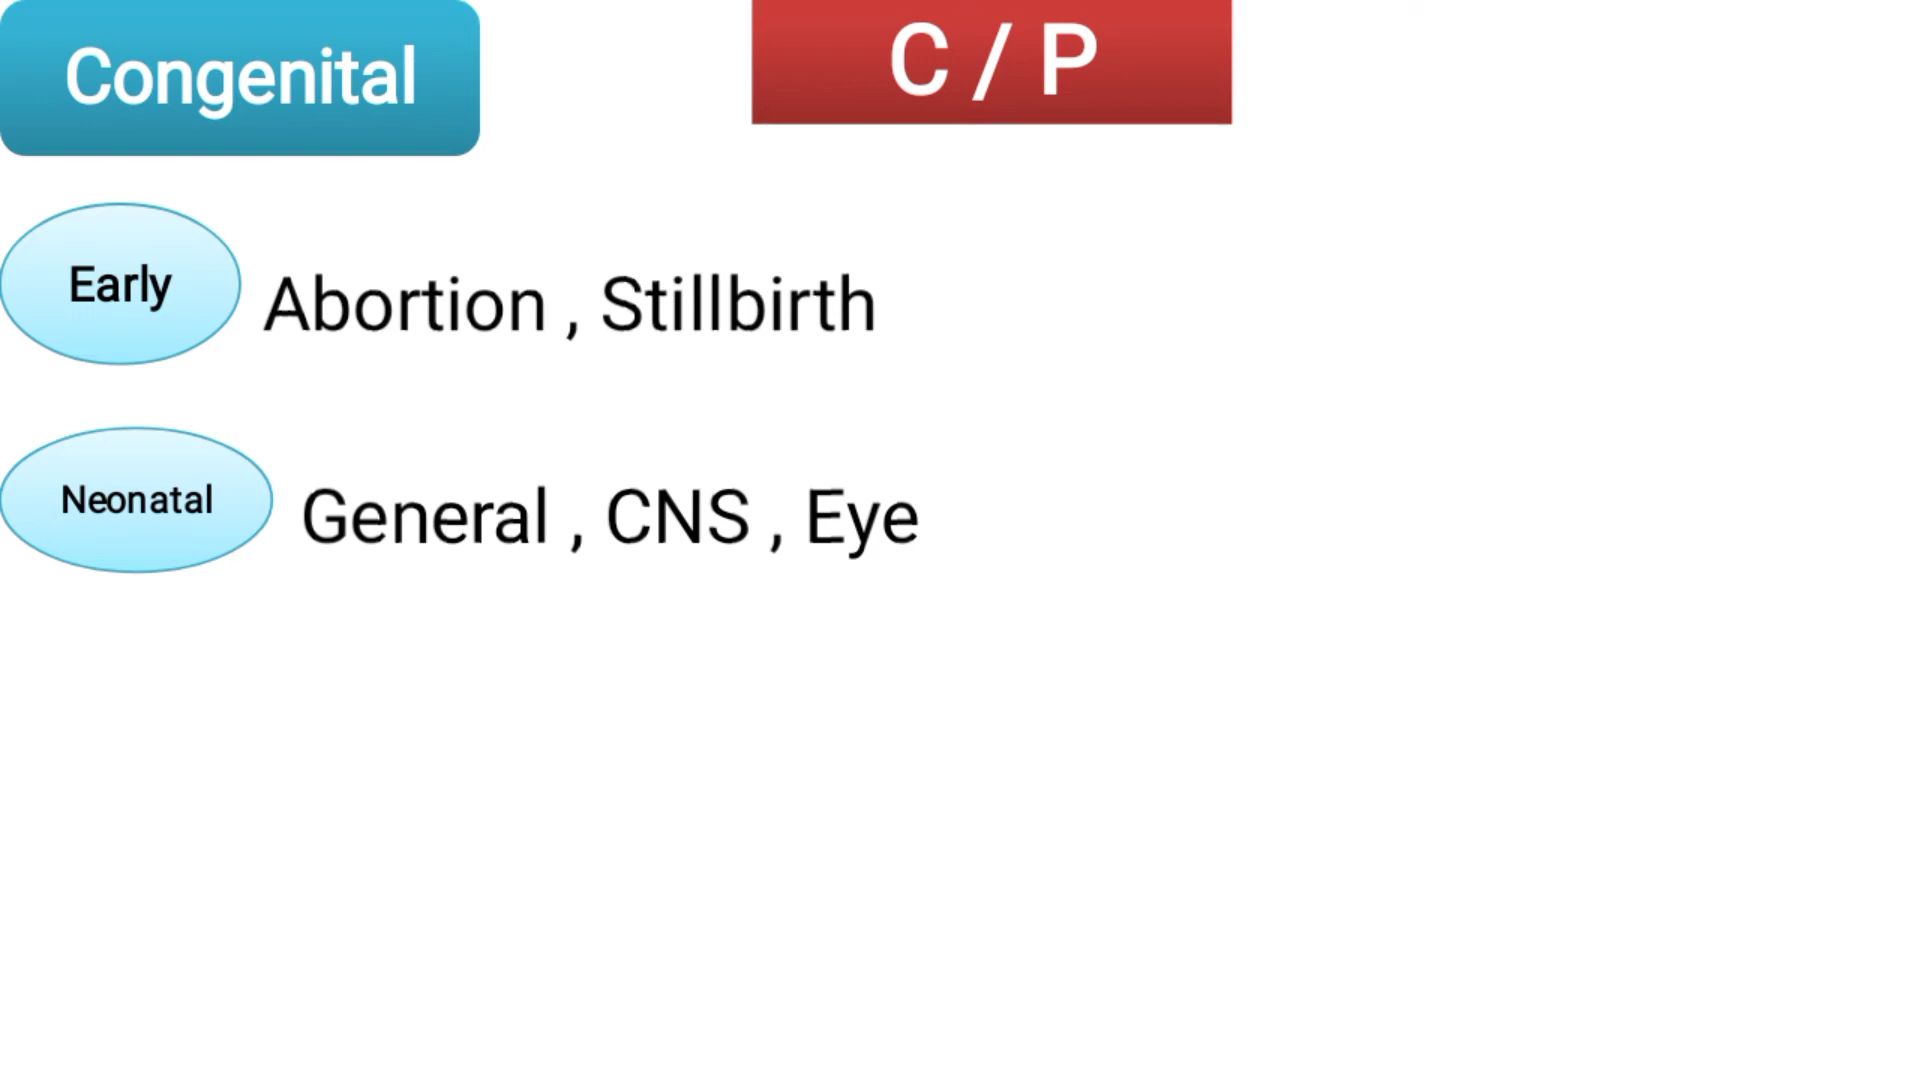 Congenital
C / P
Early
Abortion , Stillbirth
Neonatal
General , CNS , Eye